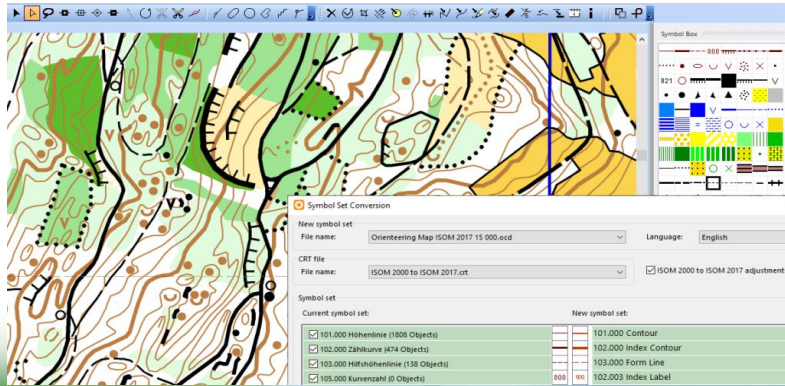 Symbol Box
800
821
Symbol Set Conversion
New symbol set
File name: Orienteering Map ISOM 2017 15 000.ocd Language: English
CRT file
File name: ISOM 2000 to ISOM 2017.crt ISOM 2000 to ISOM 2017 adjustment
Symbol set
Current symbol set: New symbol set:
101.000 Höhenlinie (1808 Objects) 101.000 Contour
102.000 Zählkurve (474 Objects) 102.000 Index Contour
103.000 Hilfshöhenlinie (138 Objects) 103.000 Form Line
105.000 Kurvenzahl (0 Objects) 800 100 102.003 Index Label